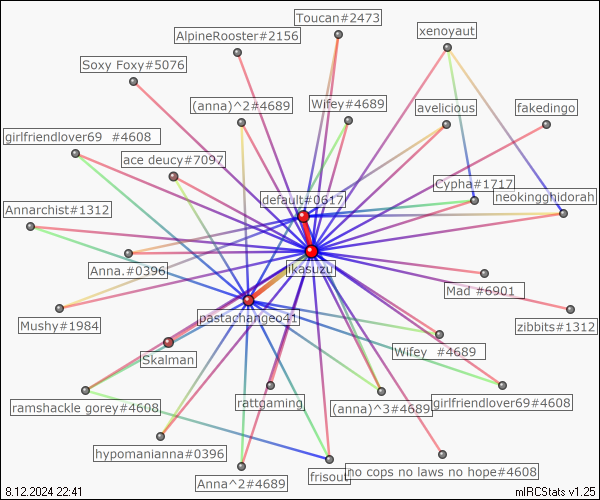 Toucan#2473
AlpineRooster#2156
xenoyaut
Soxy Foxy#5076
(anna)^2#4689
Wifey#4689
avelicious
fakedingo
girlfriendlover69 #4608
ace deucy#7097
Cypha#1717
default#0617
neokingghidorah
Annarchist#1312
Anna.#0396
ikasuzu
Mad #6901
Mushy#1984
pastachangeo41
zibbits#1312
Skalman
Wifey #4689
ramshackle gorey#4608
rattgaming
(anna)^3#4689
girlfriendlover69#4608
hypomanianna#0396
Anna^2#4689
frisout
no cops no laws no hope#4608
8.12.2024 22:41
mIRCStats v1.25